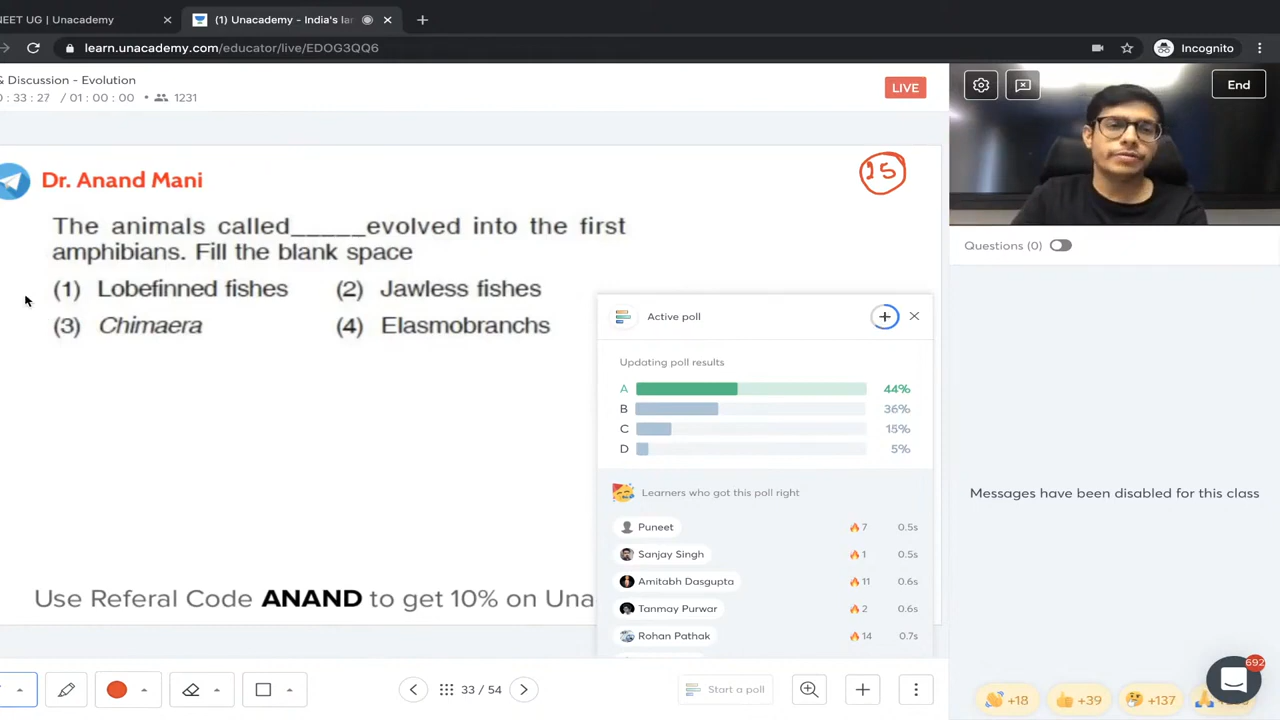 NEET UG | Unacademy
(1) Unacademy - India's lar
learn.unacademy.com/educator/live/EDOG3QQ6
Incognito
& Discussion - Evolution
: 33 : 27 / 01 : 00 : 00 • 1231
LIVE
End
Dr. Anand Mani
15
The animals called_____evolved into the first
amphibians. Fill the blank space
(1) Lobefinned fishes (2) Jawless fishes
(3) Chimaera (4) Elasmobranchs
Questions (0)
Active poll
Updating poll results
A 44%
B 36%
C 15%
D 5%
Learners who got this poll right
Puneet 7 0.5s
Sanjay Singh 1 0.5s
Amitabh Dasgupta 11 0.6s
Tanmay Purwar 2 0.6s
Rohan Pathak 14 0.7s
Messages have been disabled for this class
Use Referal Code ANAND to get 10% on Una
33 / 54
Start a poll
692
+18 +39 +137